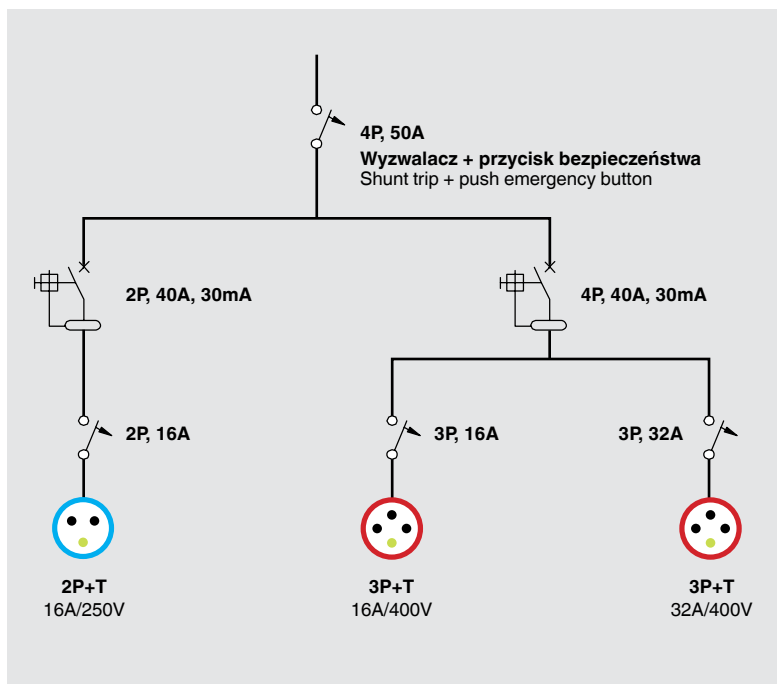 4P, 50A
Wyzwalacz + przycisk bezpieczeństwa
Shunt trip + push emergency button
2P, 40A, 30mA
4P, 40A, 30mA
2P, 16A
3P, 16A
3P, 32A
2P+T
16A/250V
3P+T
16A/400V
3P+T
32A/400V